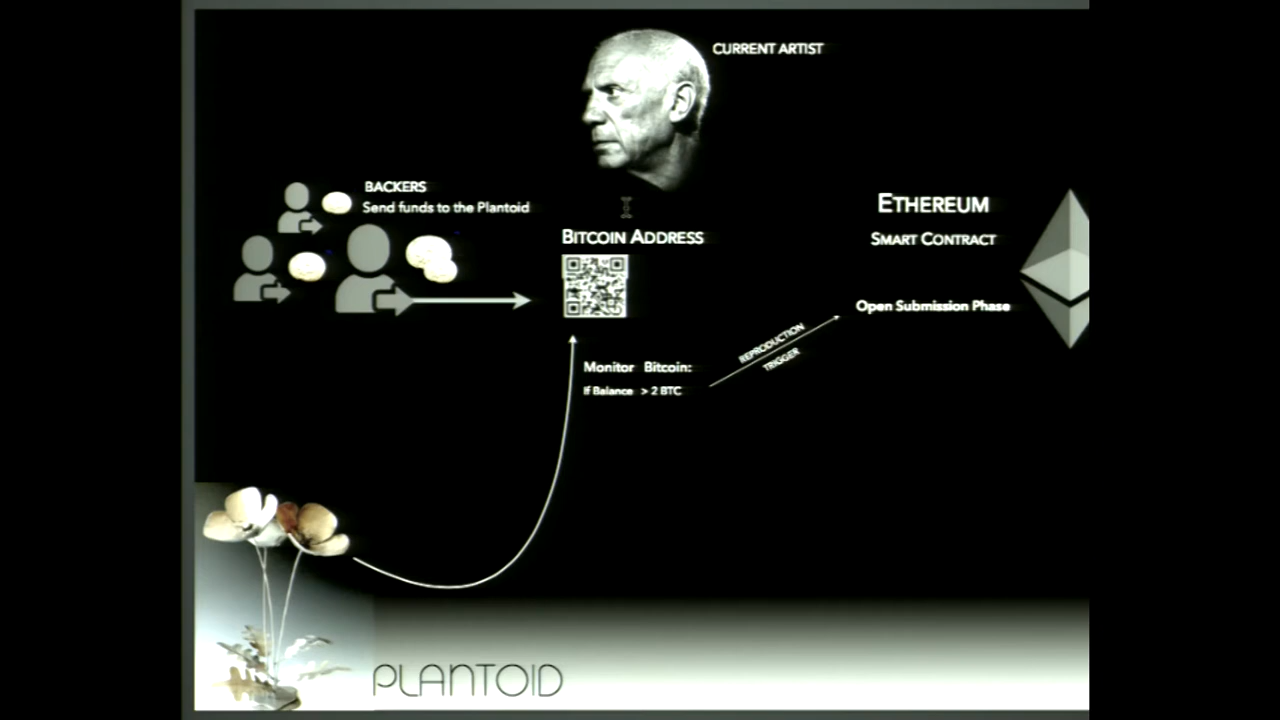 CURRENT ARTIST
BACKERS
Send funds to the Plantoid
BITCOIN ADDRESS
ETHEREUM
SMART CONTRACT
Open Submission Phase
REPRODUCTION
TRIGGER
Monitor Bitcoin:
If Balance > 2 BTC
PLANTOID